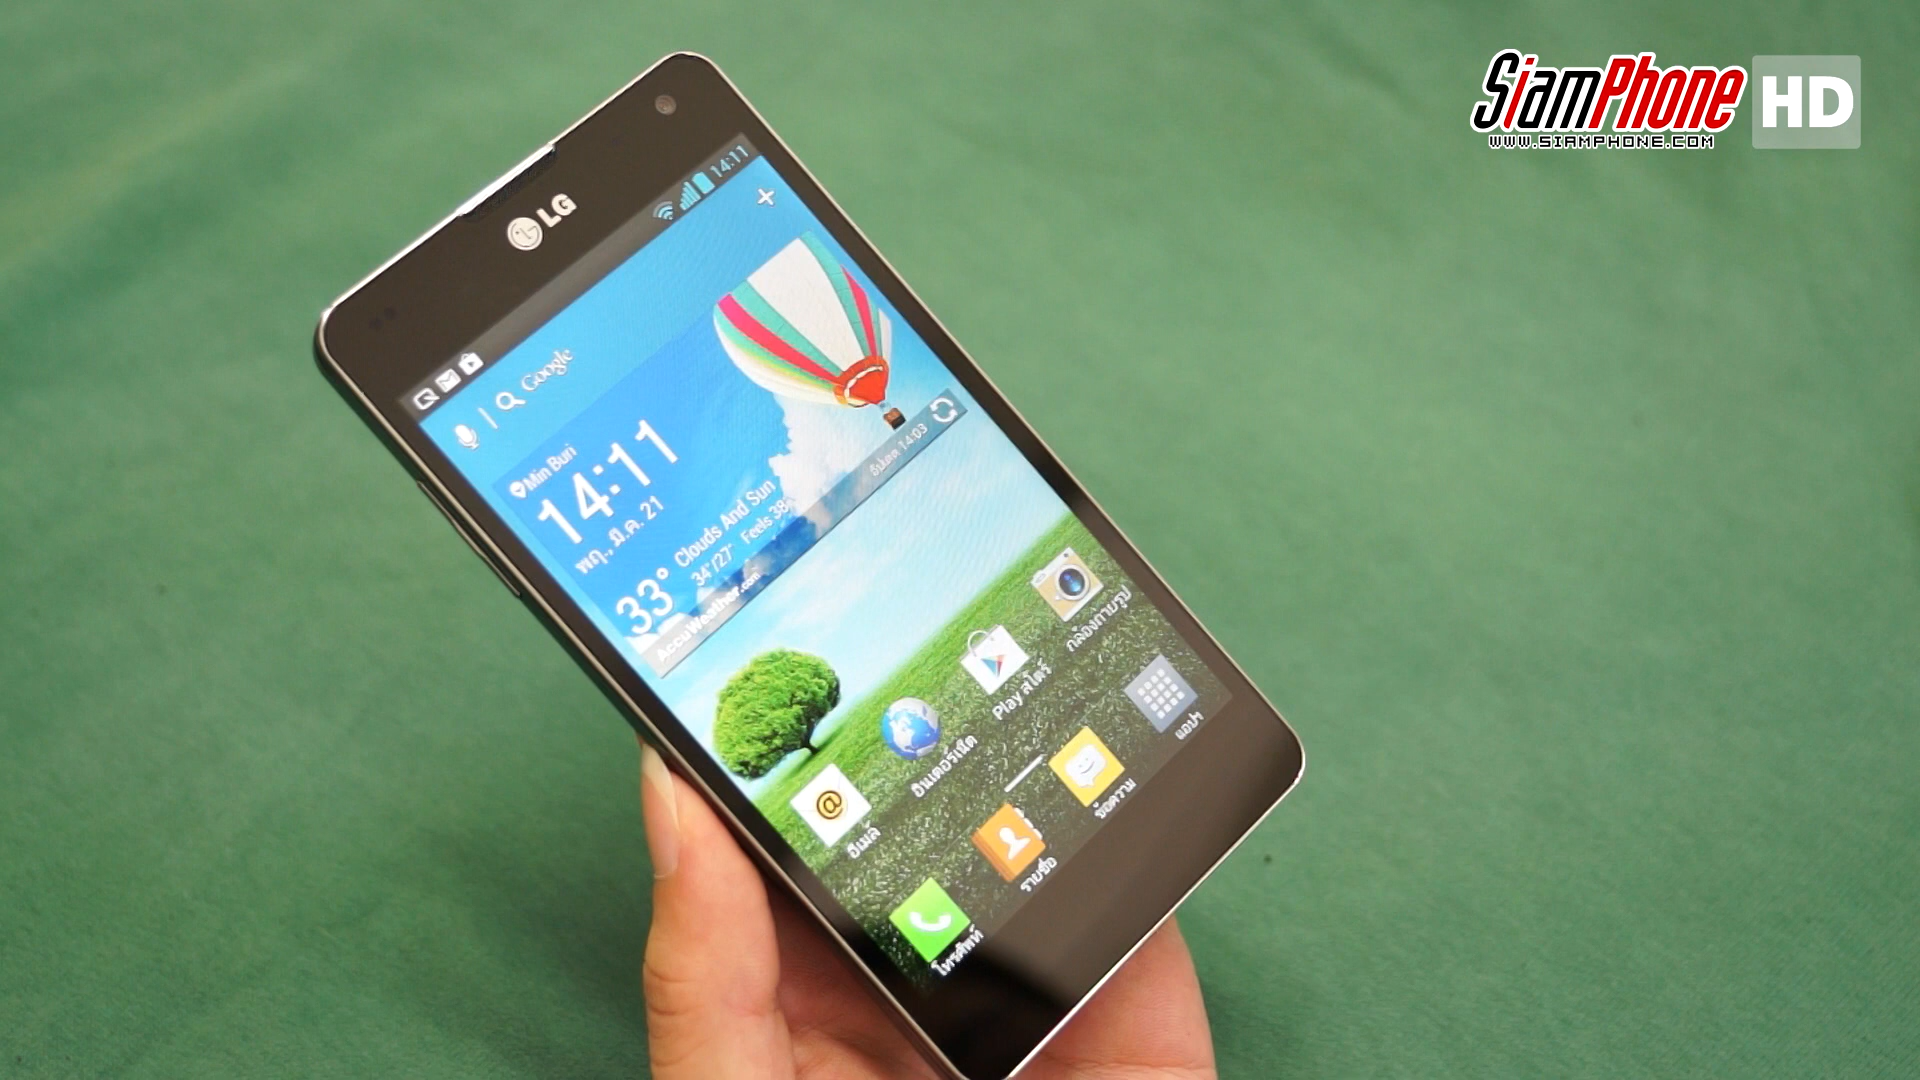 SiamPhone HD
WWW.SIAMPHONE.COM
14:11
LG
Google
Min Buri
14:11
พฤ., มี.ค. 21
Clouds And Sun
33° 34°/27° Feels 38°
AccuWeather.com
อัปเดต 14:03
กล้องถ่ายรูป
Play สโตร์
อินเตอร์เน็ต
@
อีเมล์
แอปฯ
ข้อความ
รายชื่อ
โทรศัพท์